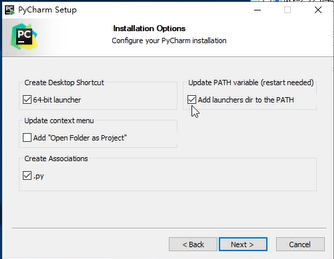 PyCharm Setup
PC
Installation Options
Configure your PyCharm installation
Create Desktop Shortcut
64-bit launcher
Update PATH variable (restart needed)
Add launchers dir to the PATH
Update context menu
Add "Open Folder as Project"
Create Associations
.py
< Back
Next >
Cancel